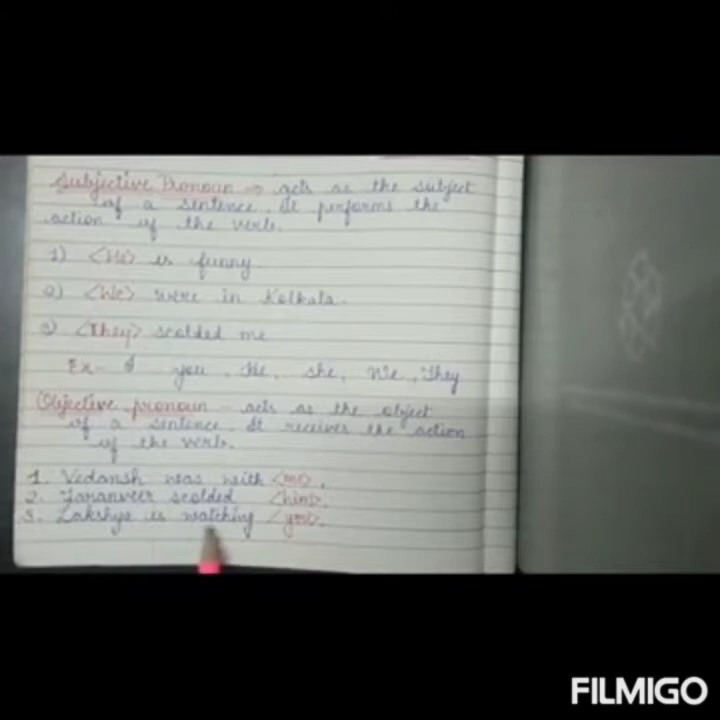 Subjective Pronoun → acts as the subject
of a sentence. It performs the
action of the verb.
1) <He> is funny
2) <We> were in Kolkata.
3) <They> scolded me
Ex- I you, He, she, We, They
Objective pronoun - acts as the object
of a sentence. It receives the action
of the verb.
1. Vedansh was with <me>.
2. scolded <him>.
3. Lakshya is watching <you>.
FILMIGO